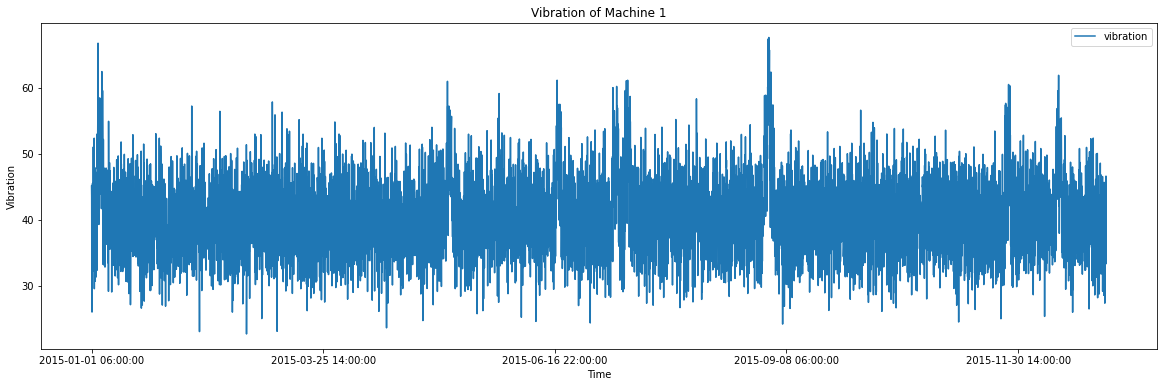 Vibration of Machine 1
vibration
Vibration
60
50
40
30
2015-01-01 06:00:00
2015-03-25 14:00:00
2015-06-16 22:00:00
2015-09-08 06:00:00
2015-11-30 14:00:00
Time